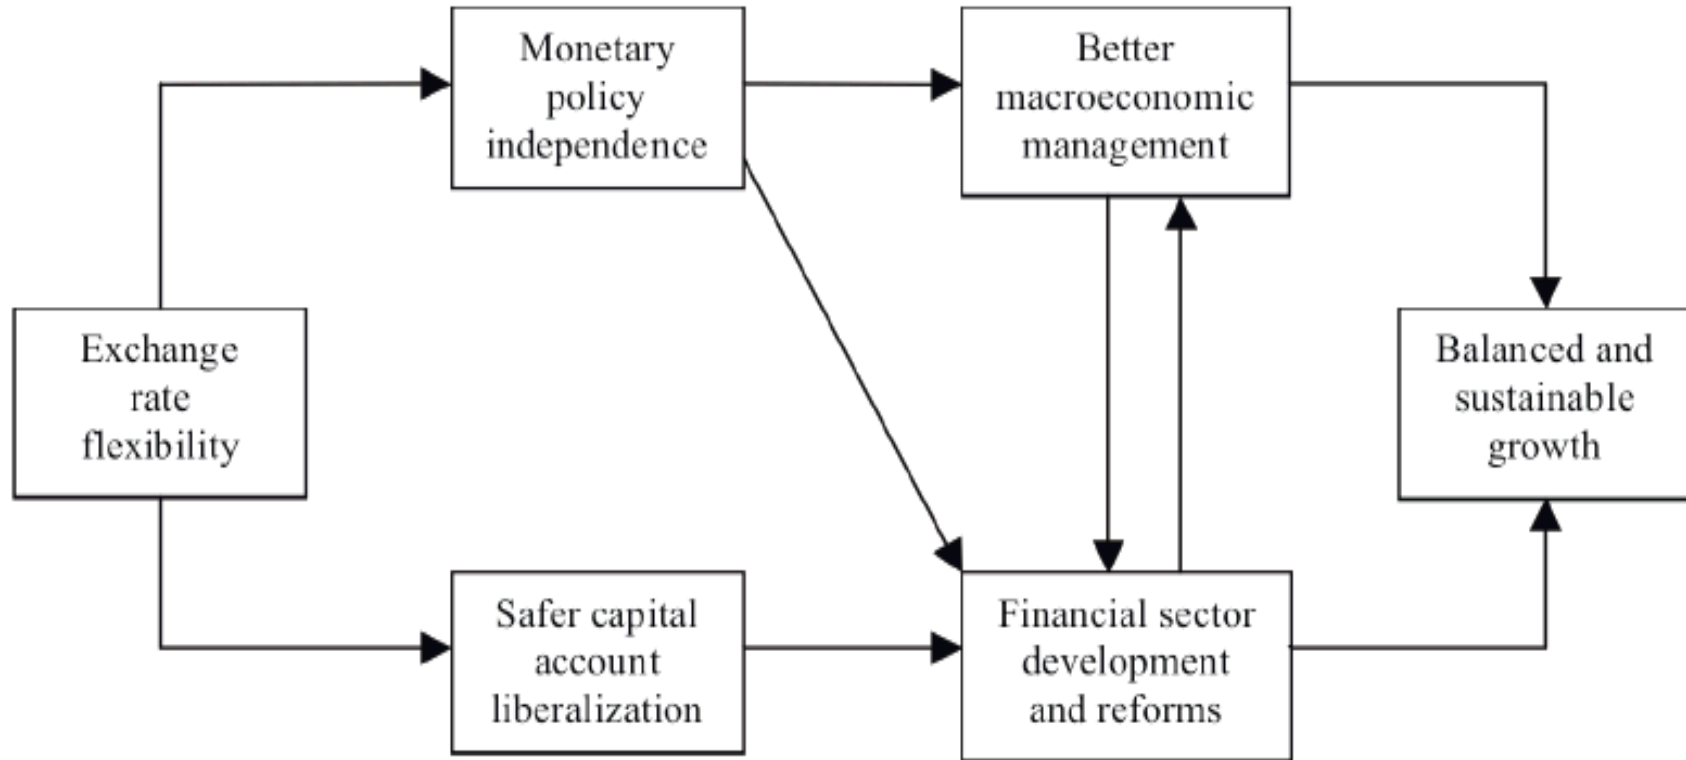 Monetary
policy
independence
Better
macroeconomic
management
Exchange
rate
flexibility
Balanced and
sustainable
growth
Safer capital
account
liberalization
Financial sector
development
and reforms